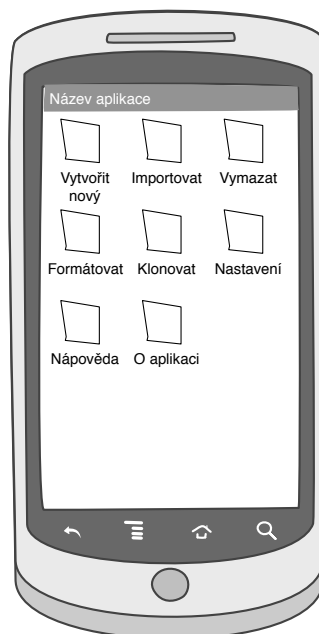 Název aplikace
Vytvořit
nový
Importovat
Vymazat
Formátovat
Klonovat
Nastavení
Nápověda
O aplikaci